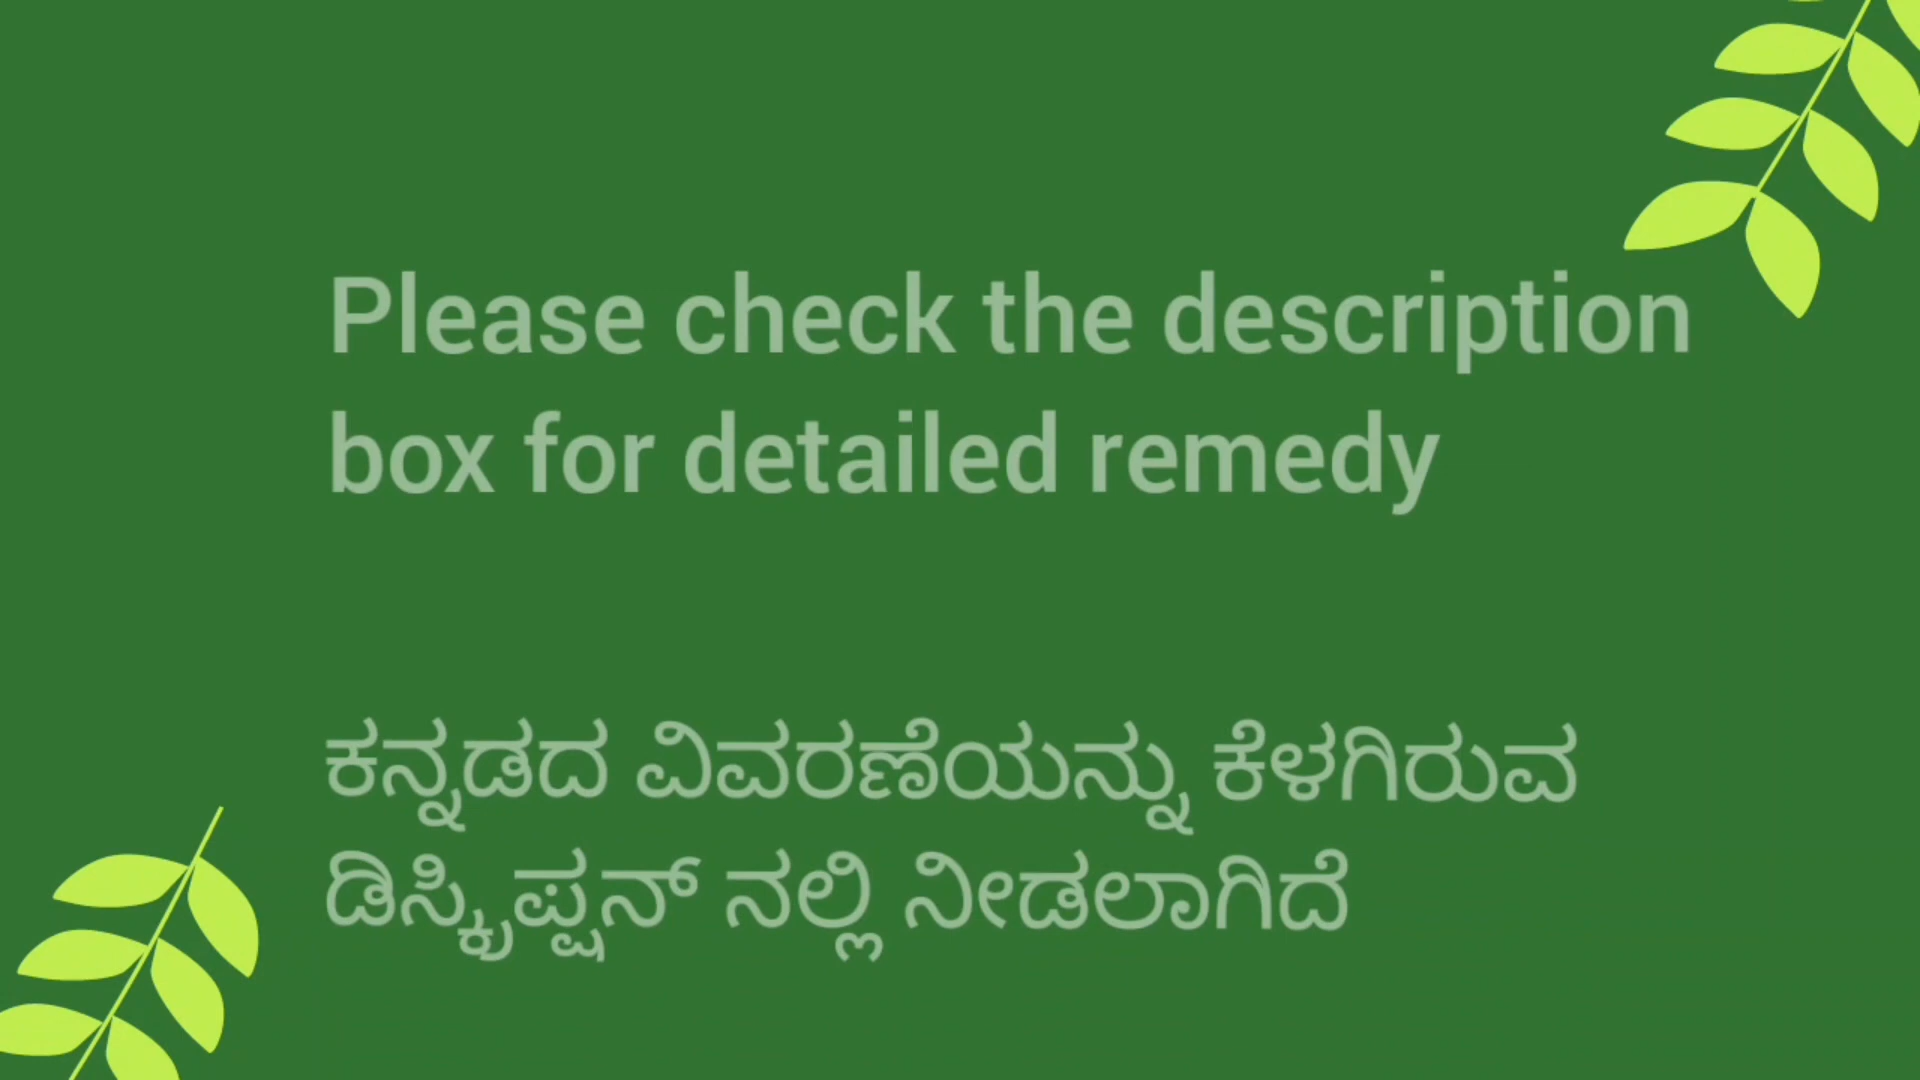 Please check the description
box for detailed remedy
ಕನ್ನಡದ ವಿವರಣೆಯನ್ನು ಕೆಳಗಿರುವ
ಡಿಸ್ಕ್ರಿಪ್ಷನ್ ನಲ್ಲಿ ನೀಡಲಾಗಿದೆ